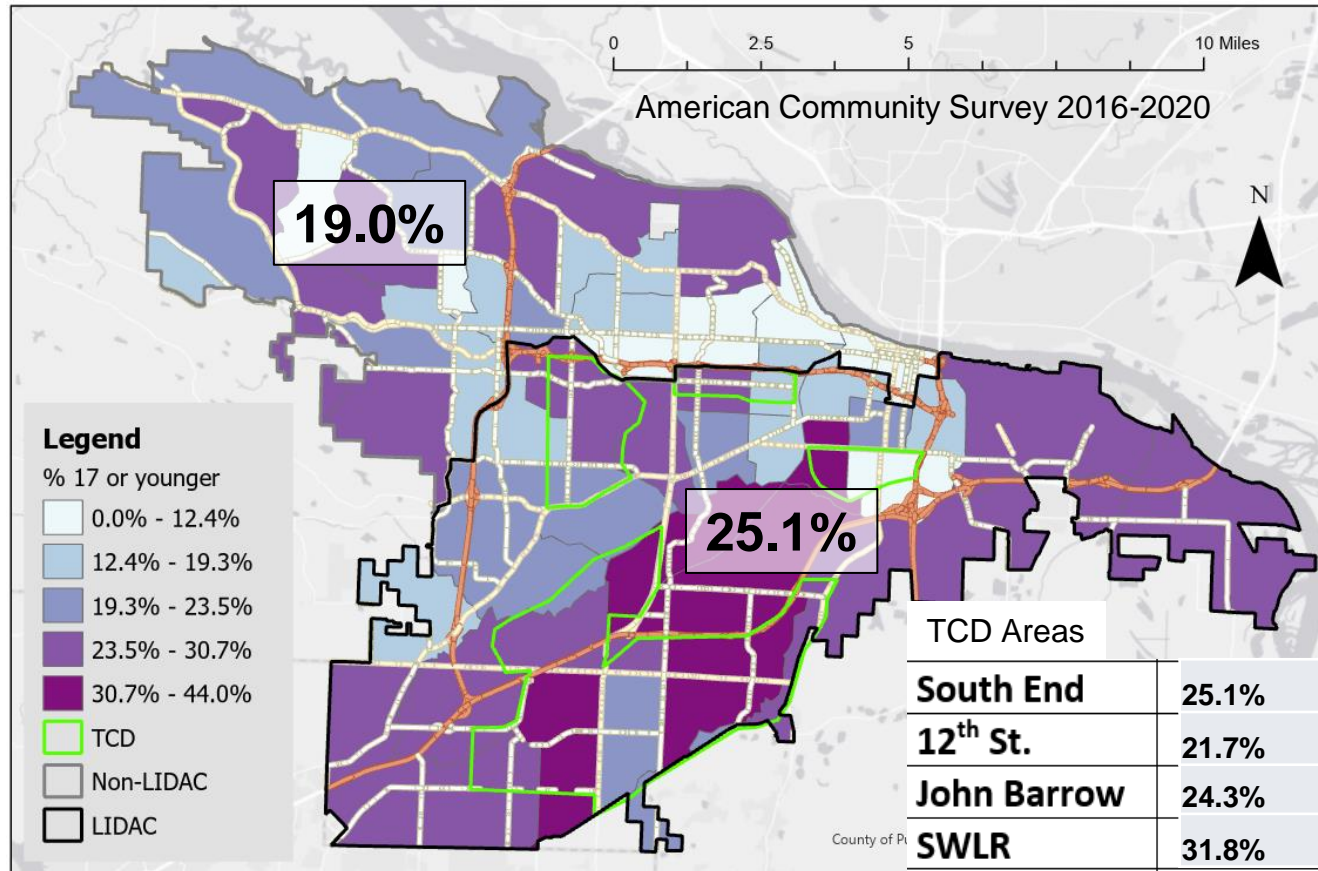 0 2.5 5 10 Miles
American Community Survey 2016-2020
N
19.0%
25.1%
Legend
% 17 or younger
0.0% - 12.4%
12.4% - 19.3%
19.3% - 23.5%
23.5% - 30.7%
30.7% - 44.0%
TCD
Non-LIDAC
LIDAC
County of Pu
TCD Areas
South End 25.1%
12th St. 21.7%
John Barrow 24.3%
SWLR 31.8%